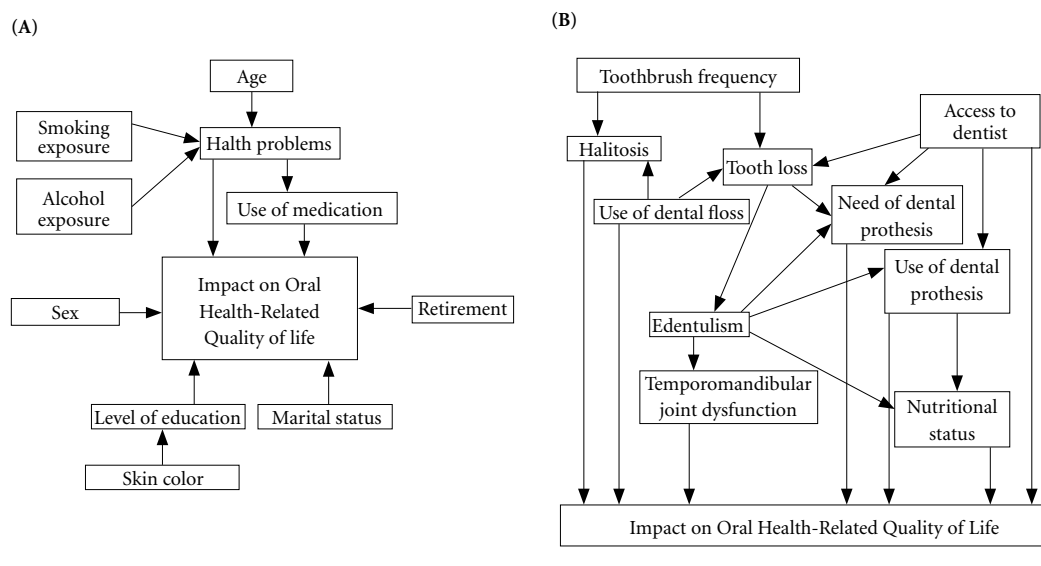 (A)
Age
Smoking
exposure
Halth problems
Alcohol
exposure
Use of medication
Impact on Oral
Health-Related
Quality of life
Sex
Retirement
Level of education
Marital status
Skin color
(B)
Toothbrush frequency
Access to
dentist
Halitosis
Tooth loss
Use of dental floss
Need of dental
prothesis
Use of dental
prothesis
Edentulism
Temporomandibular
joint dysfunction
Nutritional
status
Impact on Oral Health-Related Quality of Life